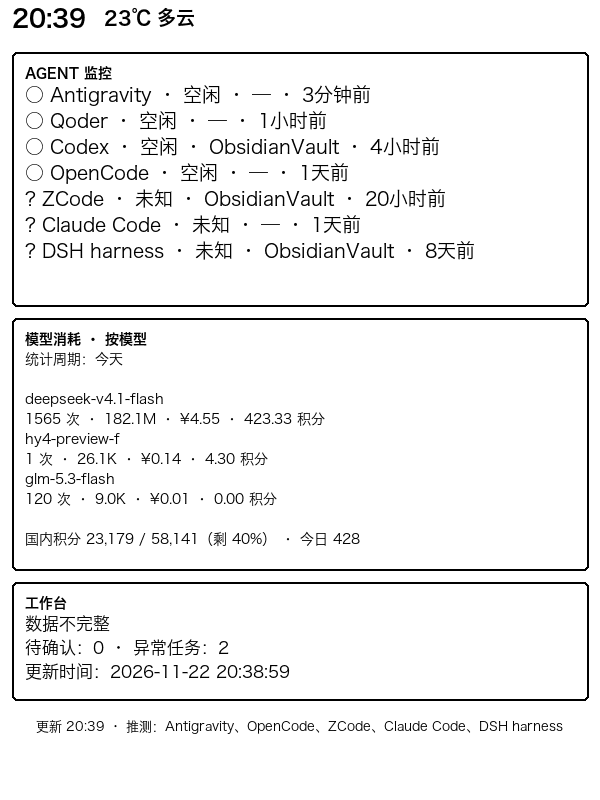 20:39 23℃ 多云
AGENT 监控
○ Antigravity · 空闲 · — · 3分钟前
○ Qoder · 空闲 · — · 1小时前
○ Codex · 空闲 · ObsidianVault · 4小时前
○ OpenCode · 空闲 · — · 1天前
? ZCode · 未知 · ObsidianVault · 20小时前
? Claude Code · 未知 · — · 1天前
? DSH harness · 未知 · ObsidianVault · 8天前
模型消耗 · 按模型
统计周期：今天
deepseek-v4.1-flash
1565 次 · 182.1M · ¥4.55 · 423.33 积分
hy4-preview-f
1 次 · 26.1K · ¥0.14 · 4.30 积分
glm-5.3-flash
120 次 · 9.0K · ¥0.01 · 0.00 积分
国内积分 23,179 / 58,141（剩 40%） · 今日 428
工作台
数据不完整
待确认：0 · 异常任务：2
更新时间：2026-11-22 20:38:59
更新 20:39 · 推测：Antigravity、OpenCode、ZCode、Claude Code、DSH harness